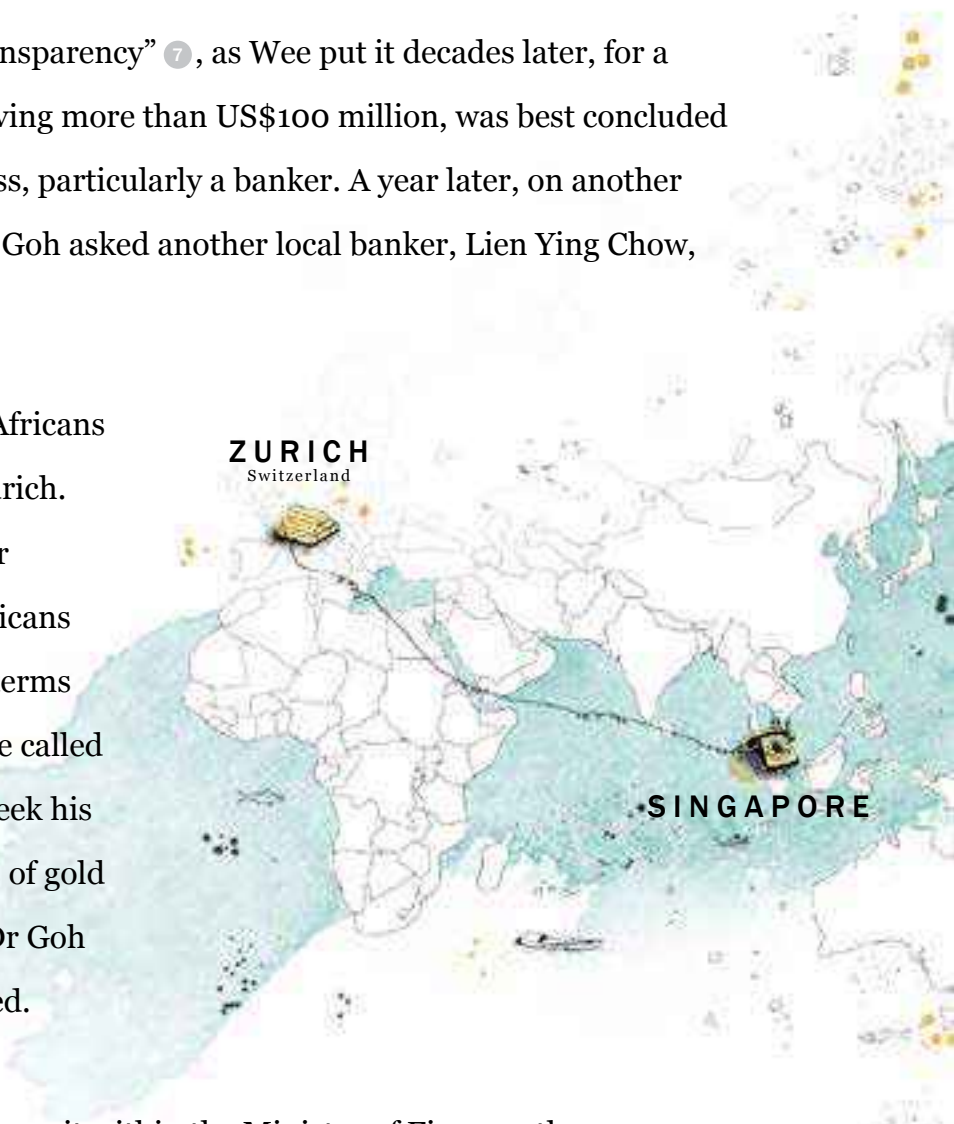 nsparency” 7, as Wee put it decades later, for a
ving more than US$100 million, was best concluded
ss, particularly a banker. A year later, on another
Goh asked another local banker, Lien Ying Chow,
Africans
ZURICH
Switzerland
rich.
r
icans
erms
e called
eek his
SINGAPORE
of gold
Dr Goh
ed.